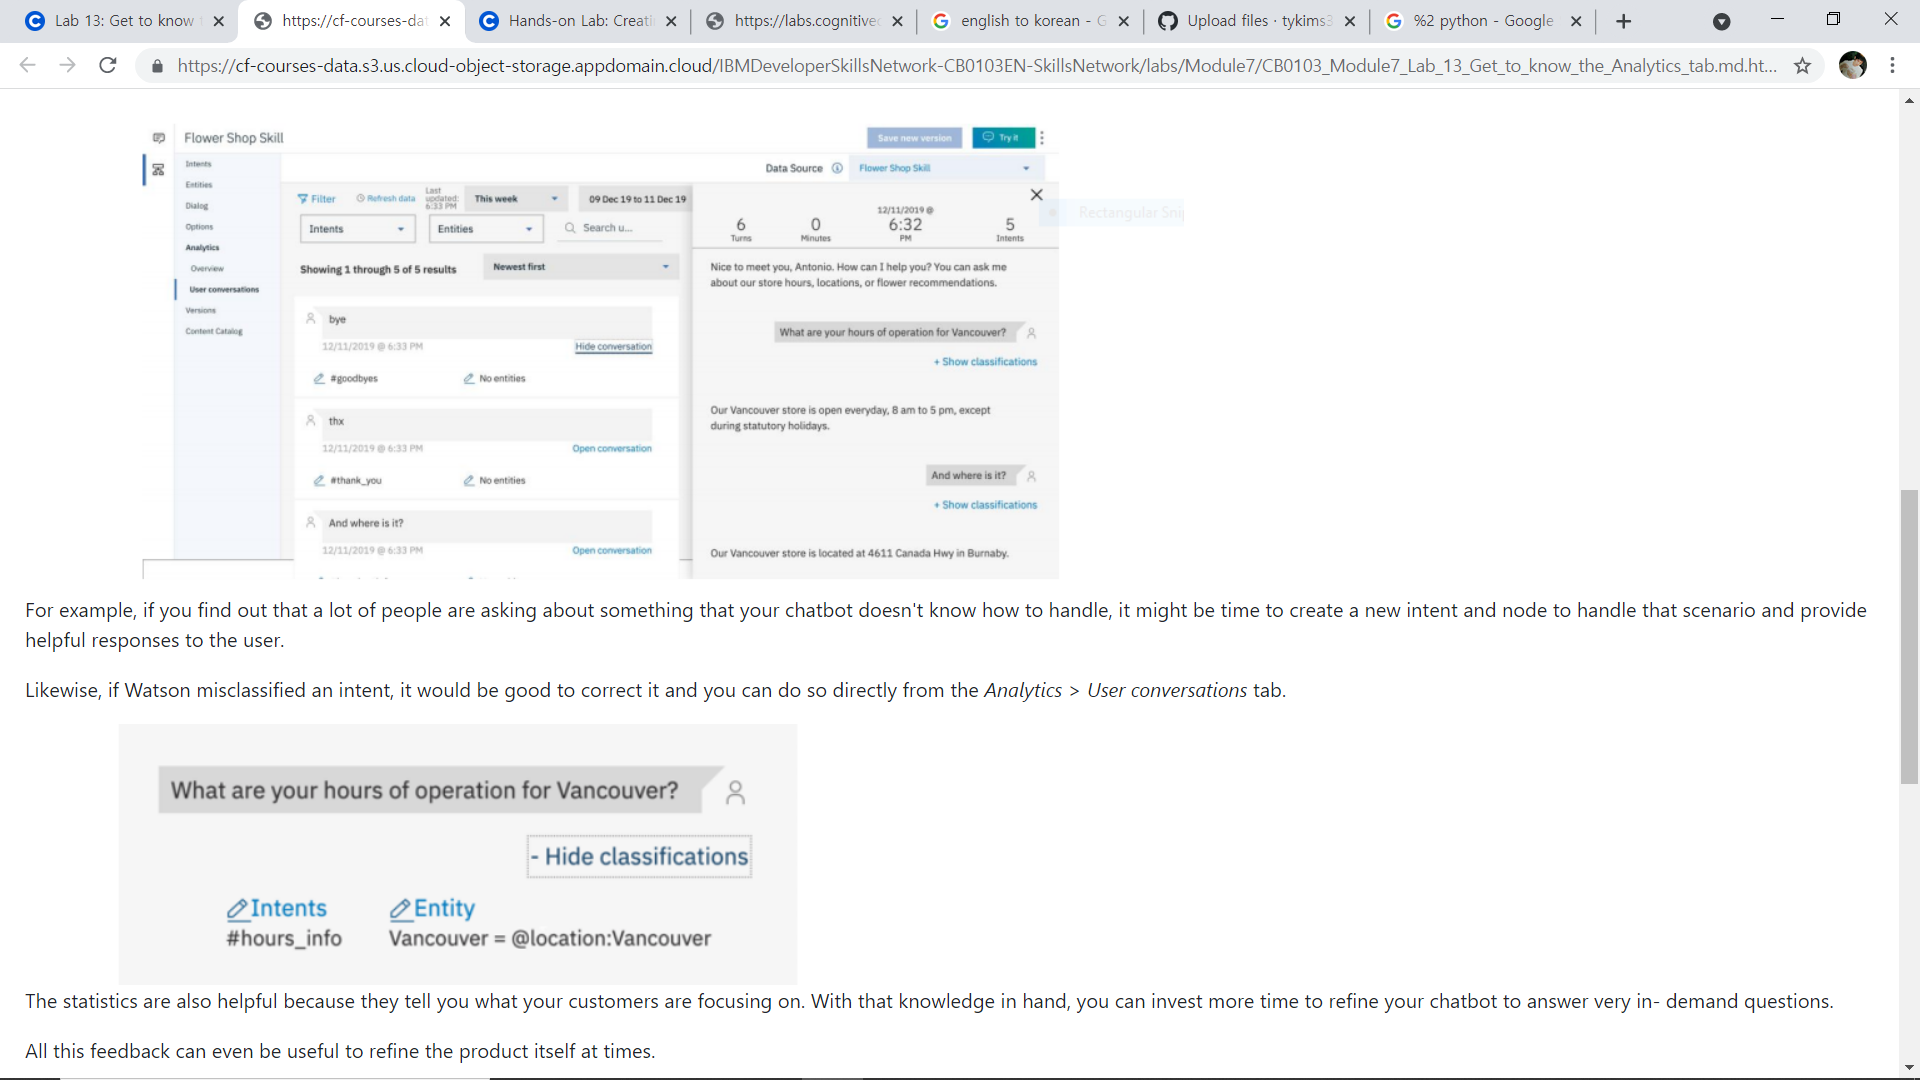 Lab 13: Get to know
https://cf-courses-dat
Hands-on Lab: Creati
https://labs.cognitivec
english to korean - G
Upload files · tykims3
%2 python - Google
https://cf-courses-data.s3.us.cloud-object-storage.appdomain.cloud/IBMDeveloperSkillsNetwork-CB0103EN-SkillsNetwork/labs/Module7/CB0103_Module7_Lab_13_Get_to_know_the_Analytics_tab.md.ht...
Flower Shop Skill
Save new version
Try it
Intents
Entities
Dialog
Options
Analytics
Overview
User conversations
Versions
Content Catalog
Data Source
Flower Shop Skill
Filter
Refresh data
Last updated: 6:33 PM
This week
09 Dec 19 to 11 Dec 19
Intents
Entities
Search u...
Showing 1 through 5 of 5 results
Newest first
bye
12/11/2019 @ 6:33 PM
Hide conversation
#goodbyes
No entities
thx
12/11/2019 @ 6:33 PM
Open conversation
#thank_you
No entities
And where is it?
12/11/2019 @ 6:33 PM
Open conversation
6
Turns
0
Minutes
12/11/2019 @
6:32
PM
5
Intents
Rectangular Snip
Nice to meet you, Antonio. How can I help you? You can ask me
about our store hours, locations, or flower recommendations.
What are your hours of operation for Vancouver?
+ Show classifications
Our Vancouver store is open everyday, 8 am to 5 pm, except
during statutory holidays.
And where is it?
+ Show classifications
Our Vancouver store is located at 4611 Canada Hwy in Burnaby.
For example, if you find out that a lot of people are asking about something that your chatbot doesn't know how to handle, it might be time to create a new intent and node to handle that scenario and provide
helpful responses to the user.
Likewise, if Watson misclassified an intent, it would be good to correct it and you can do so directly from the Analytics > User conversations tab.
What are your hours of operation for Vancouver?
- Hide classifications
Intents
Entity
#hours_info
Vancouver = @location:Vancouver
The statistics are also helpful because they tell you what your customers are focusing on. With that knowledge in hand, you can invest more time to refine your chatbot to answer very in- demand questions.
All this feedback can even be useful to refine the product itself at times.